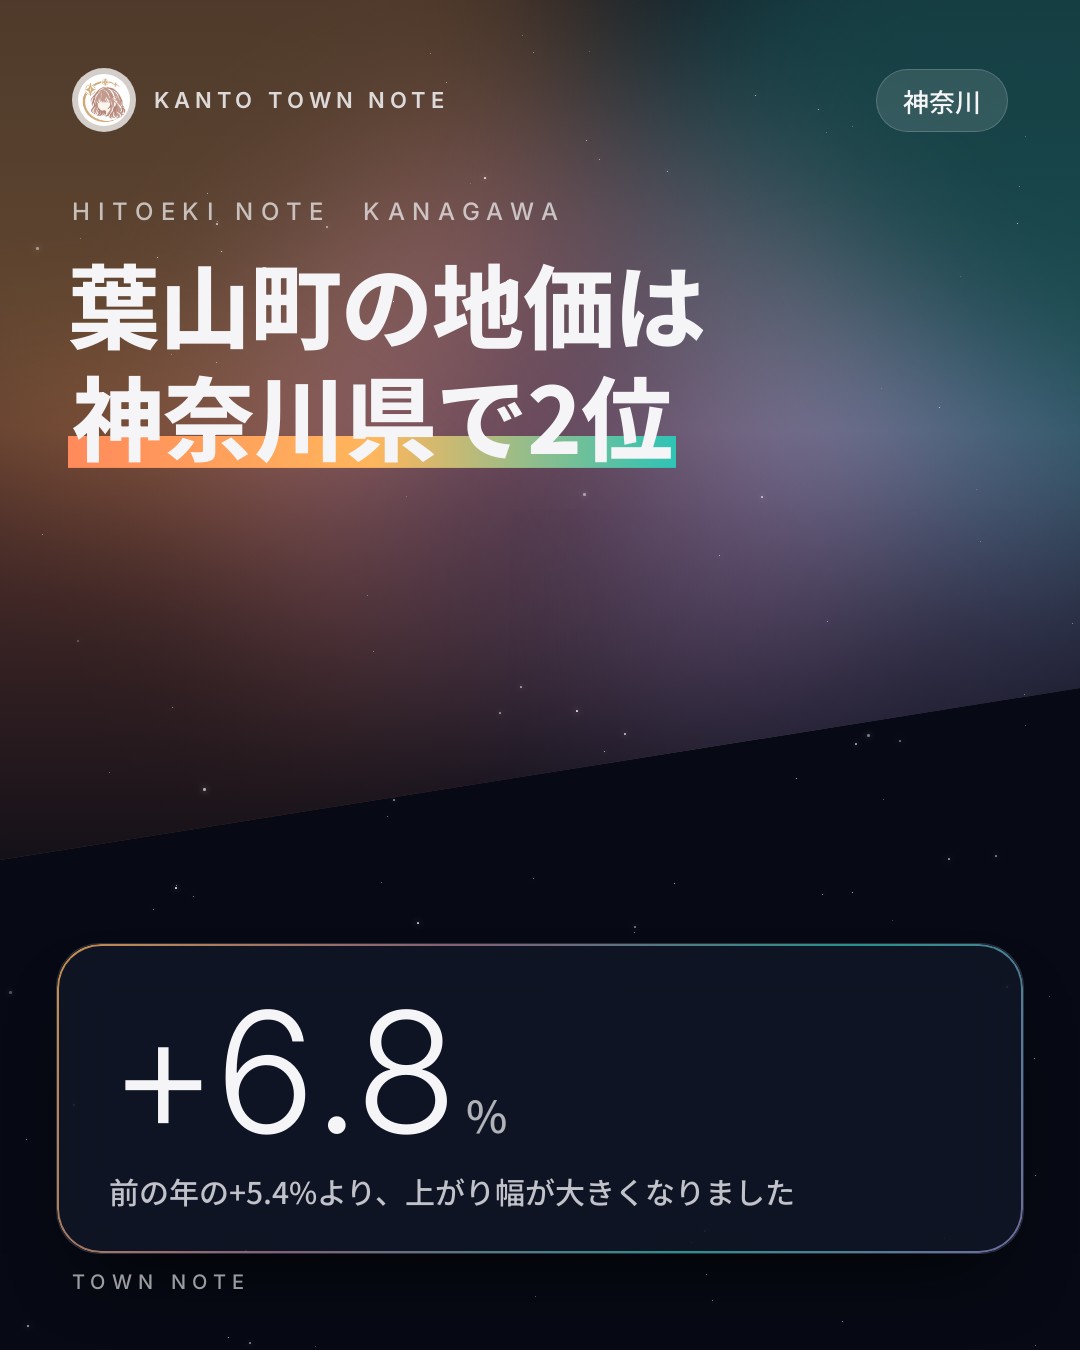 KANTO TOWN NOTE
神奈川
HITOEKI NOTE KANAGAWA
葉山町の地価は
神奈川県で2位
+6.8%
前の年の+5.4%より、上がり幅が大きくなりました
TOWN NOTE